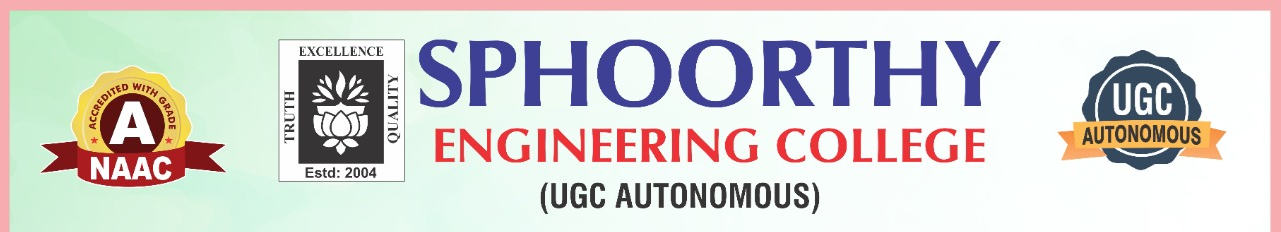 ACCREDITED WITH GRADE
A
NAAC
EXCELLENCE
TRUTH
QUALITY
Estd: 2004
SPHOORTHY
ENGINEERING COLLEGE
(UGC AUTONOMOUS)
UGC
AUTONOMOUS